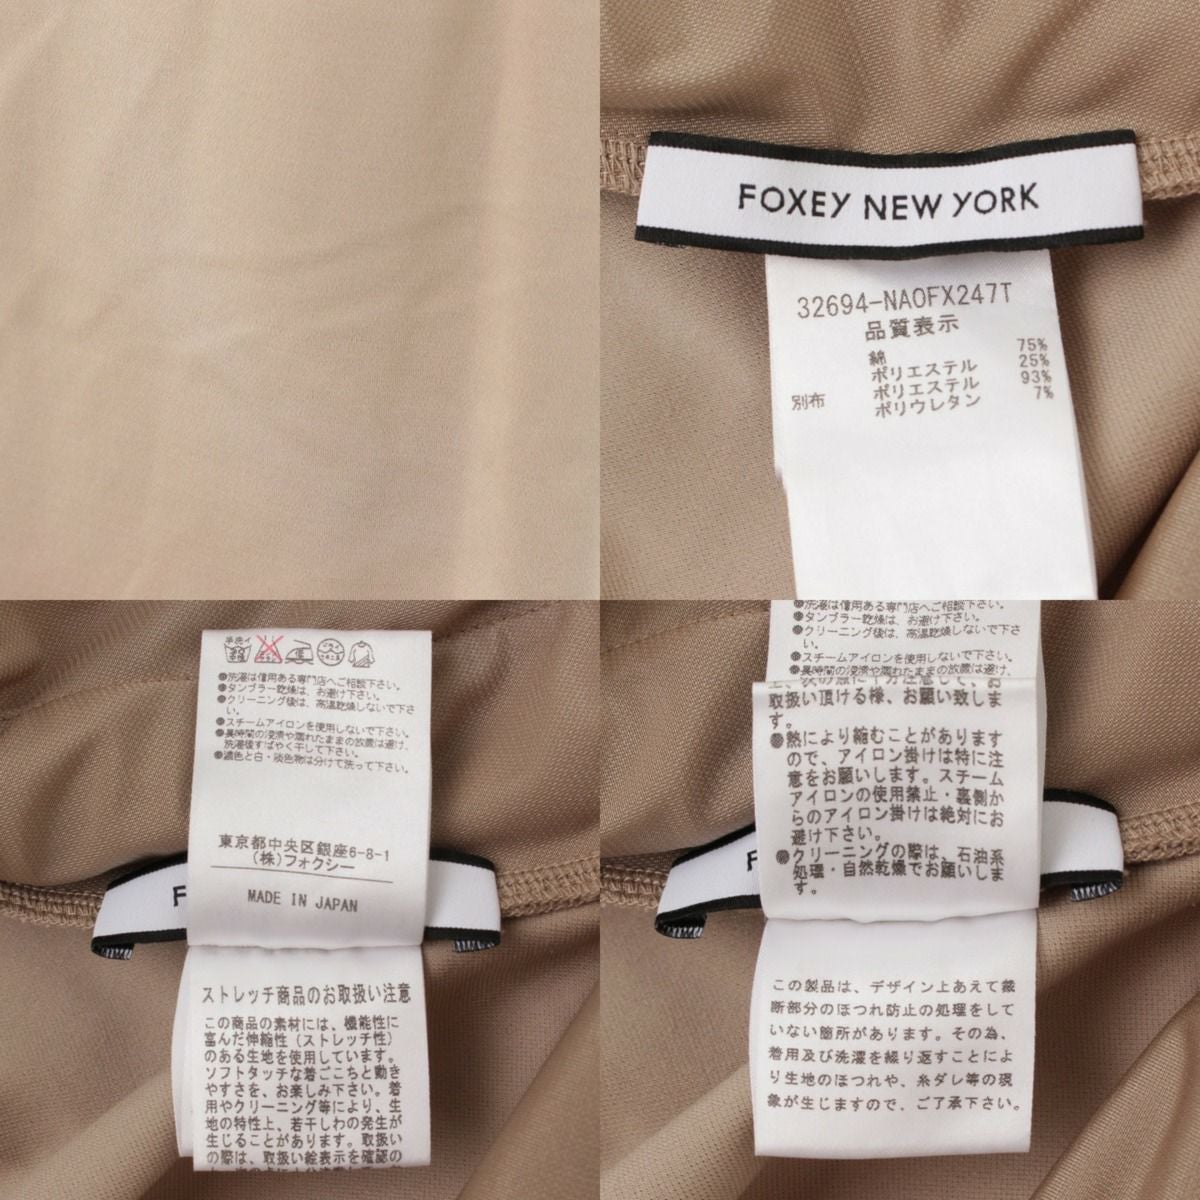 FOXEY NEW YORK
32694-NAOFX247T
品質表示
綿 75%
ポリエステル 25%
別布 ポリエステル 93%
ポリウレタン 7%
手洗イ
●洗濯は信用ある専門店へご相談下さい。
●タンブラー乾燥は、お避け下さい。
●クリーニング後は、高温乾燥しないで下さ
い。
●スチームアイロンを使用しないで下さい。
●長時間の浸漬や濡れたままの放置は避け、
洗濯後すばやく干して下さい。
●濃色と白・淡色物は分けて洗って下さい。
東京都中央区銀座6-8-1
(株)フォクシー
MADE IN JAPAN
F
ストレッチ商品のお取扱い注意
この商品の素材には、機能性に
富んだ伸縮性(ストレッチ性)
のある生地を使用しています。
ソフトタッチな着ごこちと動き
やすさを、お楽しみ下さい。着
用やクリーニング等により、生
地の特性上、若干しわの発生が
生じることがあります。取扱い
の際は、取扱い絵表示を確認の
●洗濯は信用ある専門店へご相談下さい。
●タンブラー乾燥は、お避け下さい。
●クリーニング後は、高温乾燥しないで下さ
い。
●スチームアイロンを使用しないで下さい。
●長時間の浸漬や濡れたままの放置は避け、
取扱い頂ける様、お願い致しま
す。
●熱により縮むことがあります
ので、アイロン掛けは特に注
意をお願いします。スチーム
アイロンの使用禁止・裏側か
らのアイロン掛けは絶対にお
避け下さい。
●クリーニングの際は、石油系
処理・自然乾燥でお願いしま
す。
F
この製品は、デザイン上あえて裁
断部分のほつれ防止の処理をして
いない箇所があります。その為、
着用及び洗濯を繰り返すことによ
り生地のほつれや、糸ダレ等の現
象が生じますので、ご了承下さい。